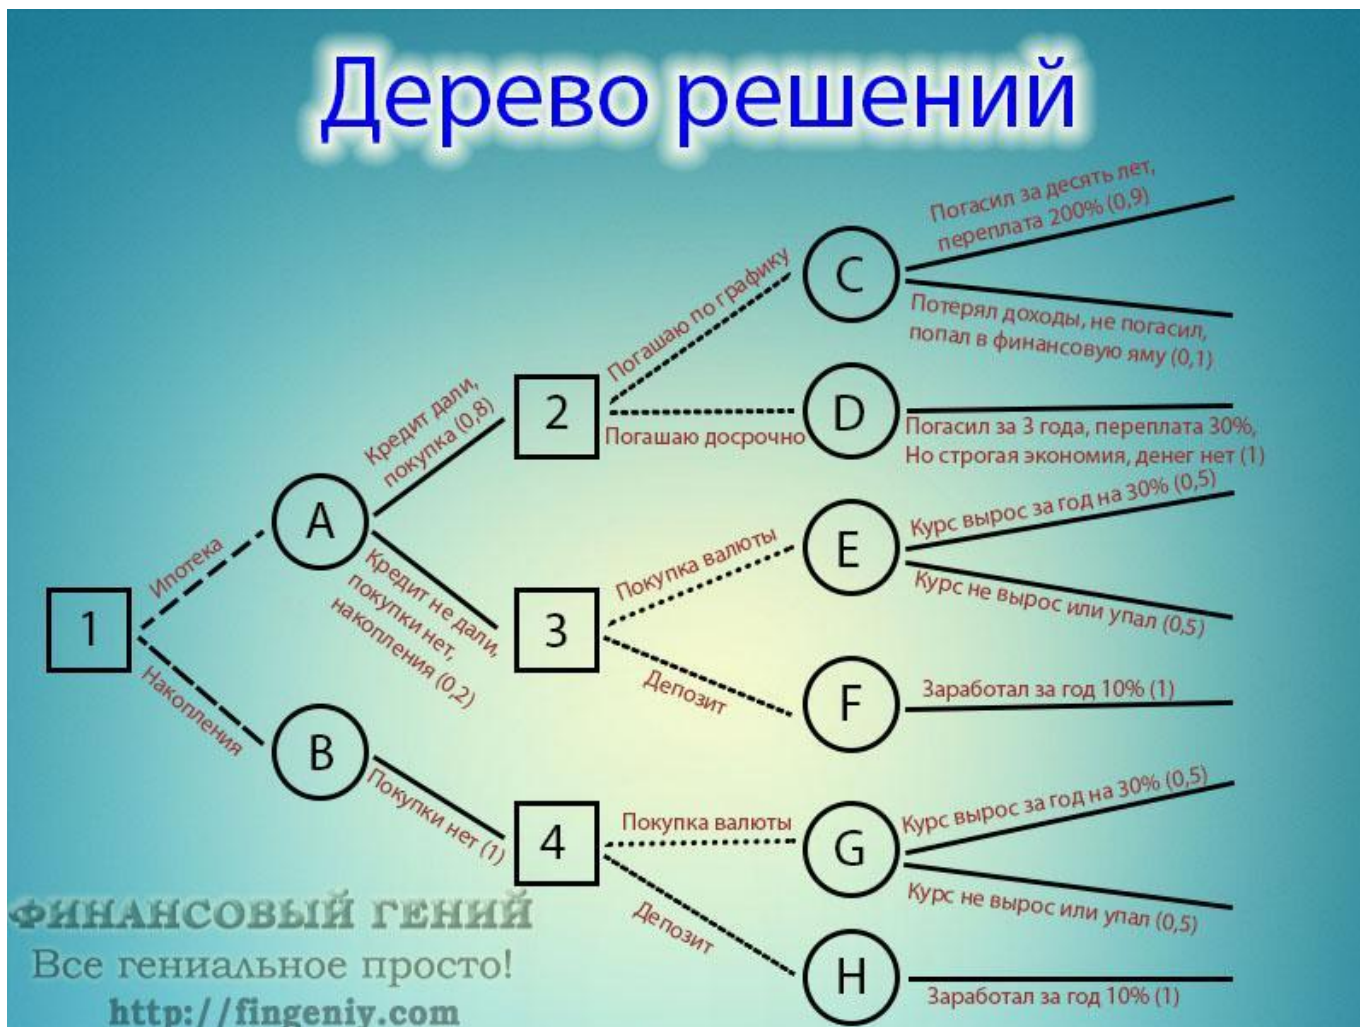 Дерево решений
Погасил за десять лет,
переплата 200% (0,9)
C
Погашаю по графику
Потерял доходы, не погасил,
попал в финансовую яму (0,1)
Кредит дали,
покупка (0,8)
2
D
Погашаю досрочно
Погасил за 3 года, переплата 30%,
Но строгая экономия, денег нет (1)
A
Ипотека
Курс вырос за год на 30% (0,5)
E
Покупка валюты
Курс не вырос или упал (0,5)
Кредит не дали,
покупки нет,
накопления (0,2)
1
3
Накопления
Депозит
F
Заработал за год 10% (1)
B
Покупки нет (1)
4
Покупка валюты
G
Курс вырос за год на 30% (0,5)
Курс не вырос или упал (0,5)
Депозит
H
Заработал за год 10% (1)
ФИНАНСОВЫЙ ГЕНИЙ
Все гениальное просто!
http://fingeniy.com